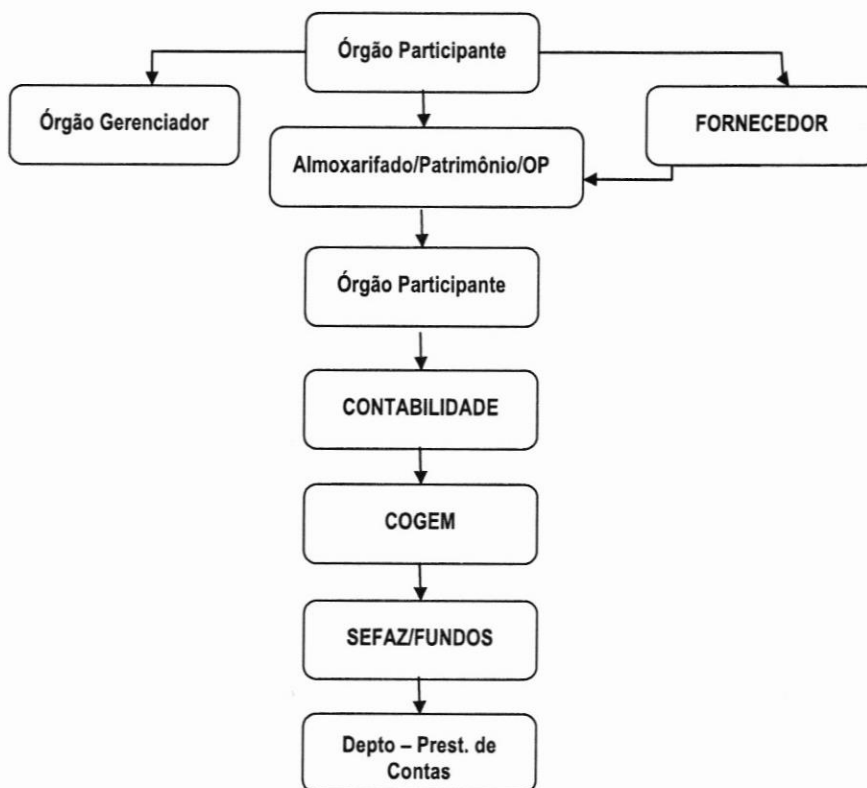 Órgão Participante
Órgão Gerenciador
FORNECEDOR
Almoxarifado/Patrimônio/OP
Órgão Participante
CONTABILIDADE
COGEM
SEFAZ/FUNDOS
Depto – Prest. de
Contas